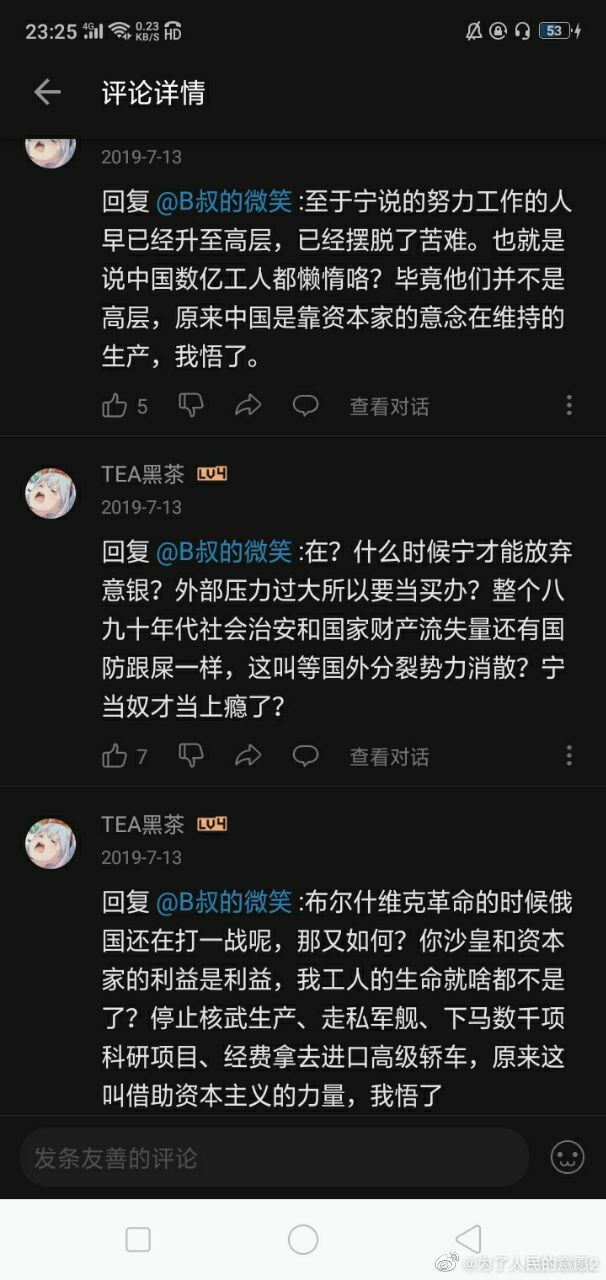 23:25 4G 0.23 KB/S HD 53
评论详情
2019-7-13
回复 @B叔的微笑 :至于宁说的努力工作的人
早已经升至高层，已经摆脱了苦难。也就是
说中国数亿工人都懒惰咯？毕竟他们并不是
高层，原来中国是靠资本家的意念在维持的
生产，我悟了。
5 查看对话
TEA黑茶 LV4
2019-7-13
回复 @B叔的微笑 :在？什么时候宁才能放弃
意银？外部压力过大所以要当买办？整个八
九十年代社会治安和国家财产流失量还有国
防跟屎一样，这叫等国外分裂势力消散？宁
当奴才当上瘾了？
7 查看对话
TEA黑茶 LV4
2019-7-13
回复 @B叔的微笑 :布尔什维克革命的时候俄
国还在打一战呢，那又如何？你沙皇和资本
家的利益是利益，我工人的生命就啥都不是
了？停止核武生产、走私军舰、下马数千项
科研项目、经费拿去进口高级轿车，原来这
叫借助资本主义的力量，我悟了
发条友善的评论
@为了人民的意愿2